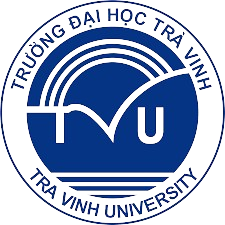 TRƯỜNG ĐẠI HỌC TRÀ VINH
TVU
TRA VINH UNIVERSITY